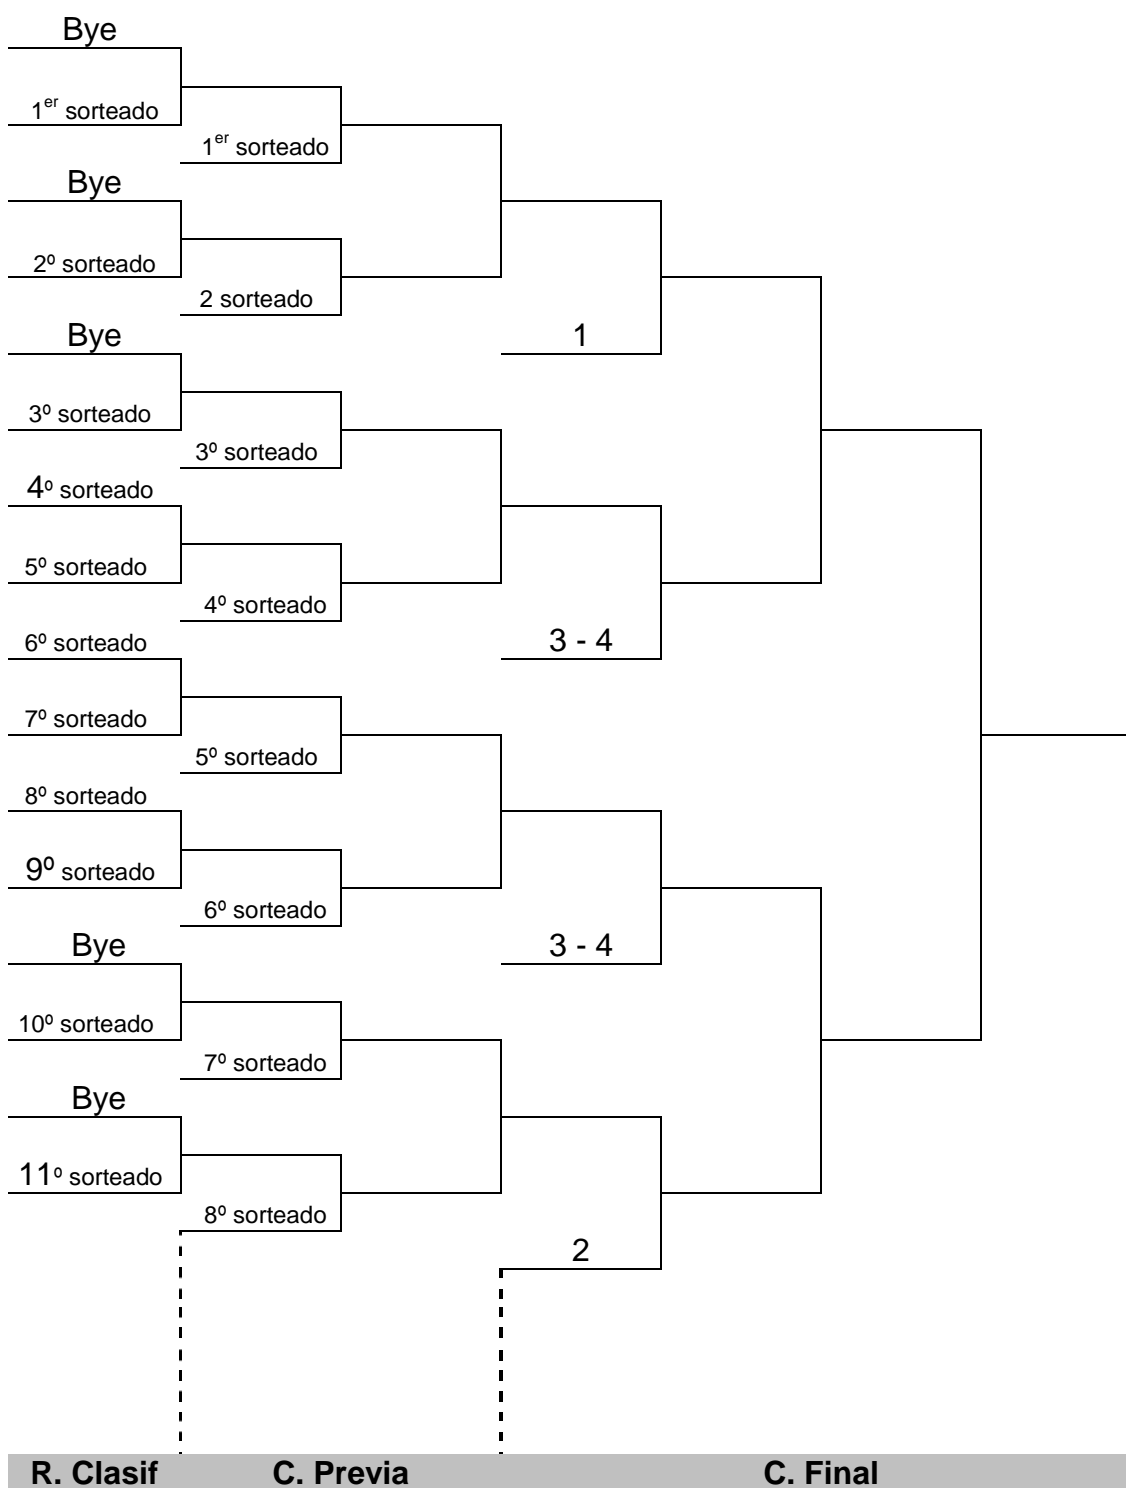 Bye
1er sorteado
1er sorteado
Bye
2º sorteado
2 sorteado
Bye
1
3º sorteado
3º sorteado
4º sorteado
5º sorteado
4º sorteado
6º sorteado
3 - 4
7º sorteado
5º sorteado
8º sorteado
9º sorteado
6º sorteado
Bye
3 - 4
10º sorteado
7º sorteado
Bye
11º sorteado
8º sorteado
2
R. Clasif C. Previa C. Final